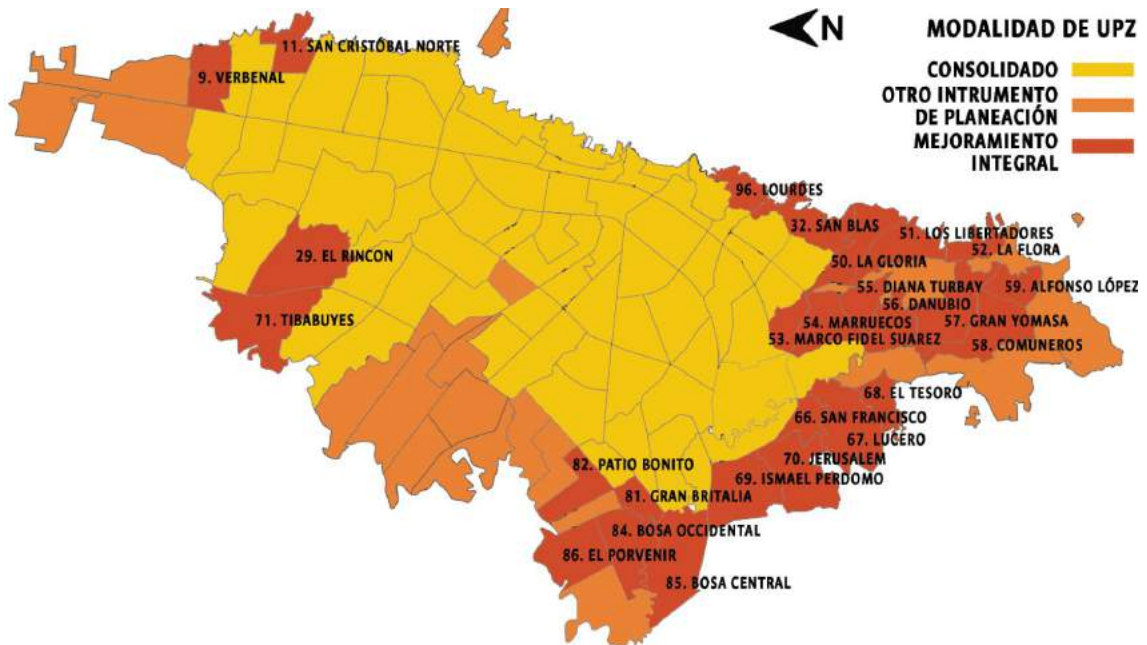 N
MODALIDAD DE UPZ
CONSOLIDADO
OTRO INTRUMENTO
DE PLANEACIÓN
MEJORAMIENTO
INTEGRAL
11. SAN CRISTÓBAL NORTE
9. VERBENAL
96. LOURDES
32. SAN BLAS
51. LOS LIBERTADORES
52. LA FLORA
29. EL RINCON
50. LA GLORIA
55. DIANA TURBAY
59. ALFONSO LÓPEZ
56. DANUBIO
71. TIBABUYES
54. MARRUECOS
57. GRAN YOMASA
53. MARCO FIDEL SUAREZ
58. COMUNEROS
68. EL TESORO
66. SAN FRANCISCO
67. LUCERO
70. JERUSALEM
82. PATIO BONITO
69. ISMAEL PERDOMO
81. GRAN BRITALIA
84. BOSA OCCIDENTAL
86. EL PORVENIR
85. BOSA CENTRAL